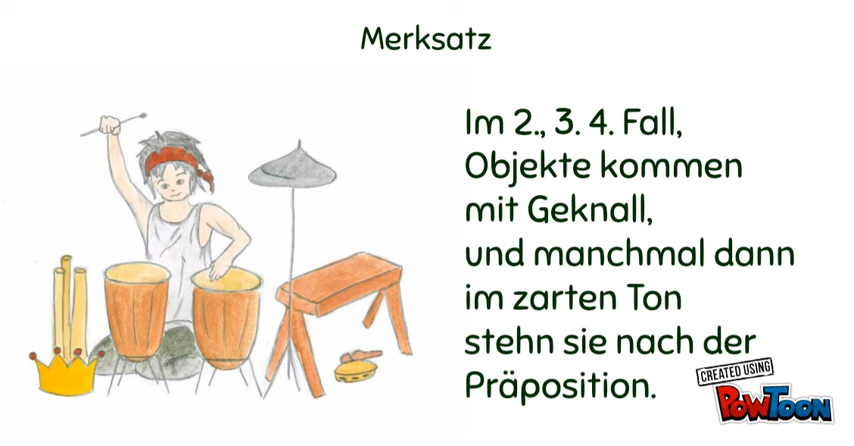 Merksatz
Im 2., 3. 4. Fall,
Objekte kommen
mit Geknall,
und manchmal dann
im zarten Ton
stehn sie nach der
Präposition.
CREATED USING
POWTOON